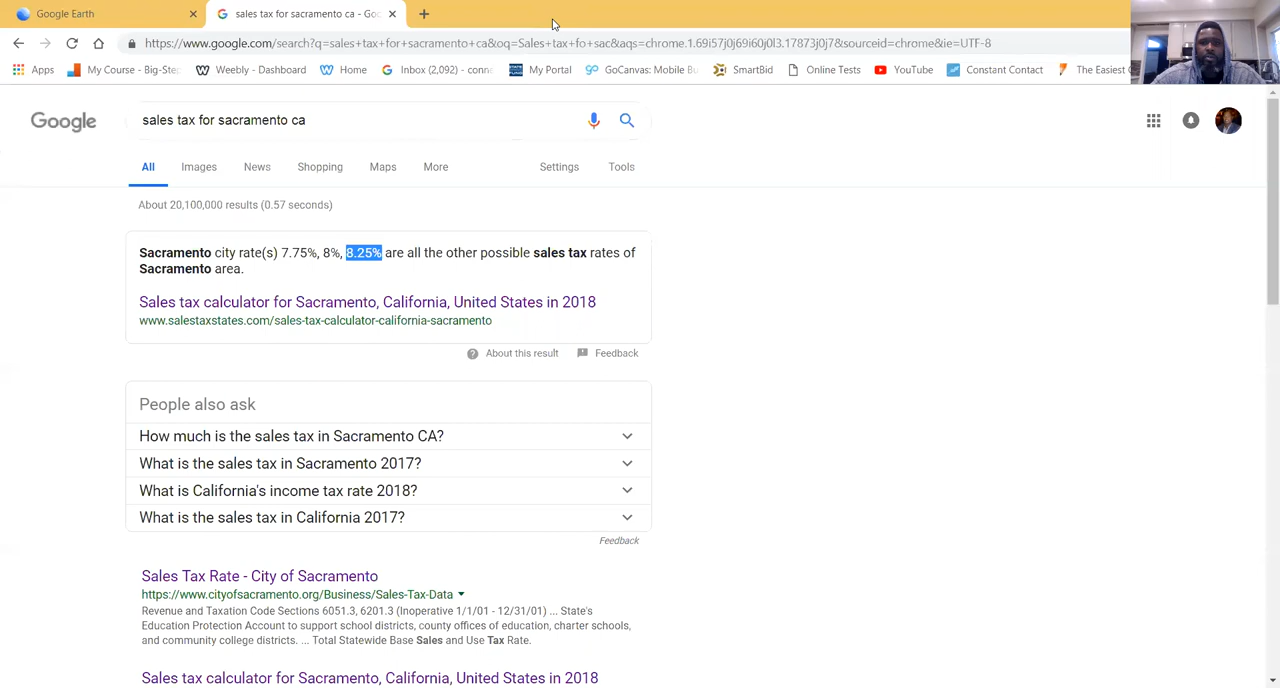 Google Earth
sales tax for sacramento ca - Goo
https://www.google.com/search?q=sales+tax+for+sacramento+ca&oq=Sales+tax+fo+sac&aqs=chrome.1.69i57j69i60j0l3.17873j0j7&sourceid=chrome&ie=UTF-8
Apps
My Course - Big-Ste
Weebly - Dashboard
Home
Inbox (2,092) - conne
My Portal
GoCanvas: Mobile Bu
SmartBid
Online Tests
YouTube
Constant Contact
The Easiest
Google
sales tax for sacramento ca
All Images News Shopping Maps More Settings Tools
About 20,100,000 results (0.57 seconds)
Sacramento city rate(s) 7.75%, 8%, 8.25% are all the other possible sales tax rates of
Sacramento area.
Sales tax calculator for Sacramento, California, United States in 2018
www.salestaxstates.com/sales-tax-calculator-california-sacramento
About this result Feedback
People also ask
How much is the sales tax in Sacramento CA?
What is the sales tax in Sacramento 2017?
What is California's income tax rate 2018?
What is the sales tax in California 2017?
Feedback
Sales Tax Rate - City of Sacramento
https://www.cityofsacramento.org/Business/Sales-Tax-Data
Revenue and Taxation Code Sections 6051.3, 6201.3 (Inoperative 1/1/01 - 12/31/01) ... State's
Education Protection Account to support school districts, county offices of education, charter schools,
and community college districts. ... Total Statewide Base Sales and Use Tax Rate.
Sales tax calculator for Sacramento, California, United States in 2018